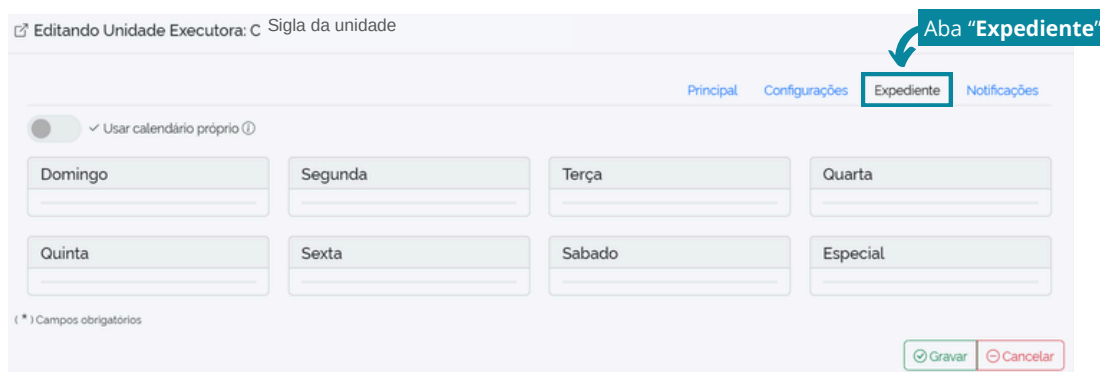 Editando Unidade Executora: C Sigla da unidade
Aba “Expediente”
Principal Configurações Expediente Notificações
Usar calendário próprio
Domingo Segunda Terça Quarta
Quinta Sexta Sabado Especial
( * ) Campos obrigatórios
Gravar Cancelar